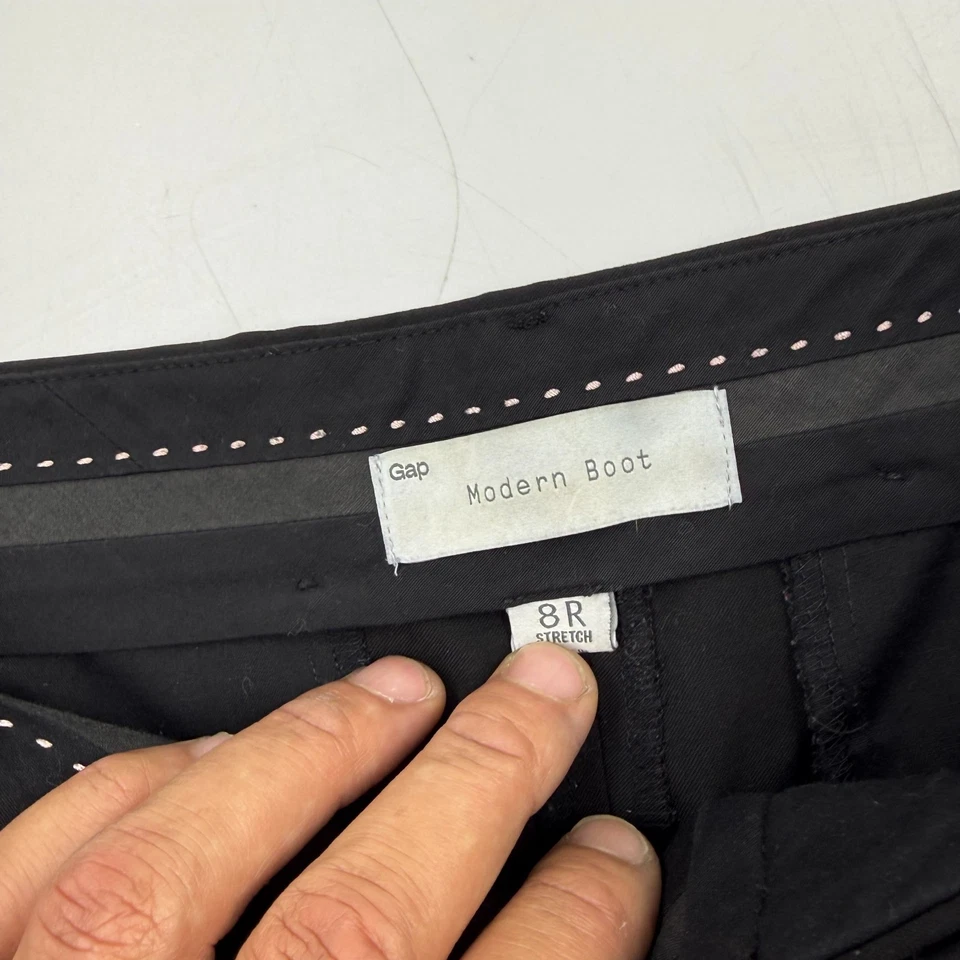 Gap
Modern Boot
8R
STRETCH